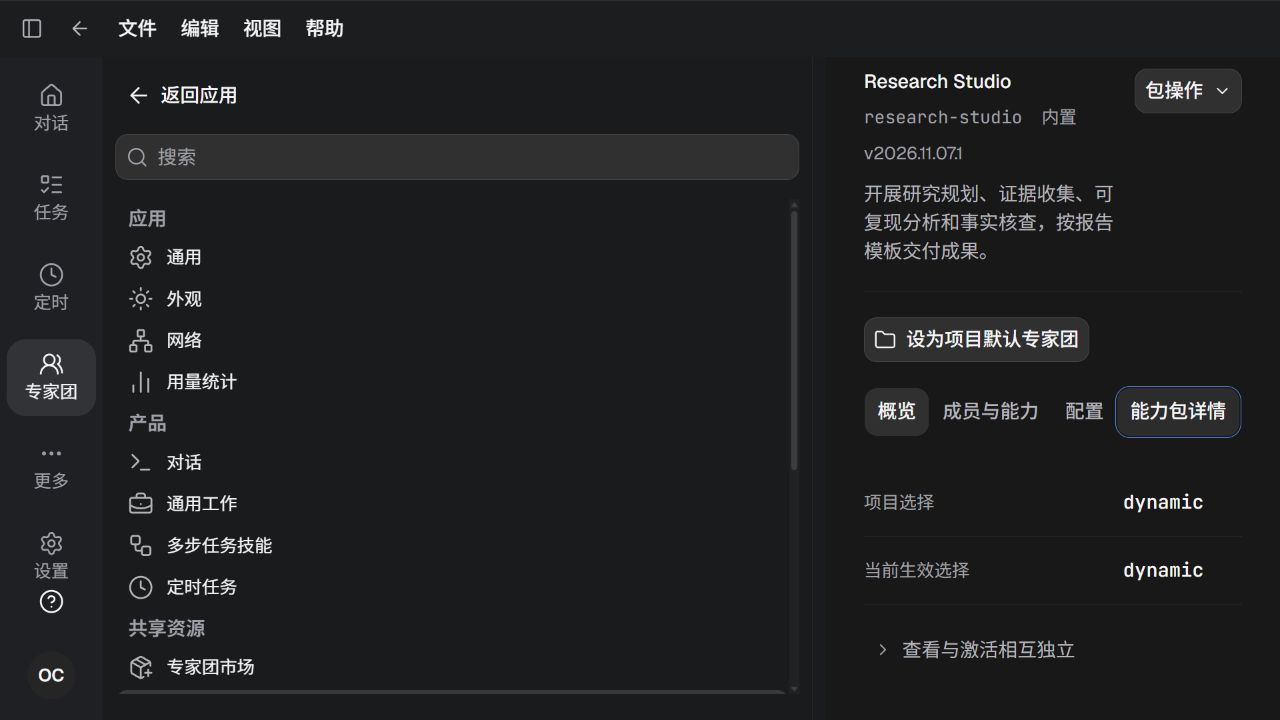 文件 编辑 视图 帮助
对话
任务
定时
专家团
更多
设置
OC
返回应用
搜索
应用
通用
外观
网络
用量统计
产品
对话
通用工作
多步任务技能
定时任务
共享资源
专家团市场
Research Studio
包操作
research-studio 内置
v2026.11.07.1
开展研究规划、证据收集、可
复现分析和事实核查，按报告
模板交付成果。
设为项目默认专家团
概览 成员与能力 配置 能力包详情
项目选择 dynamic
当前生效选择 dynamic
查看与激活相互独立